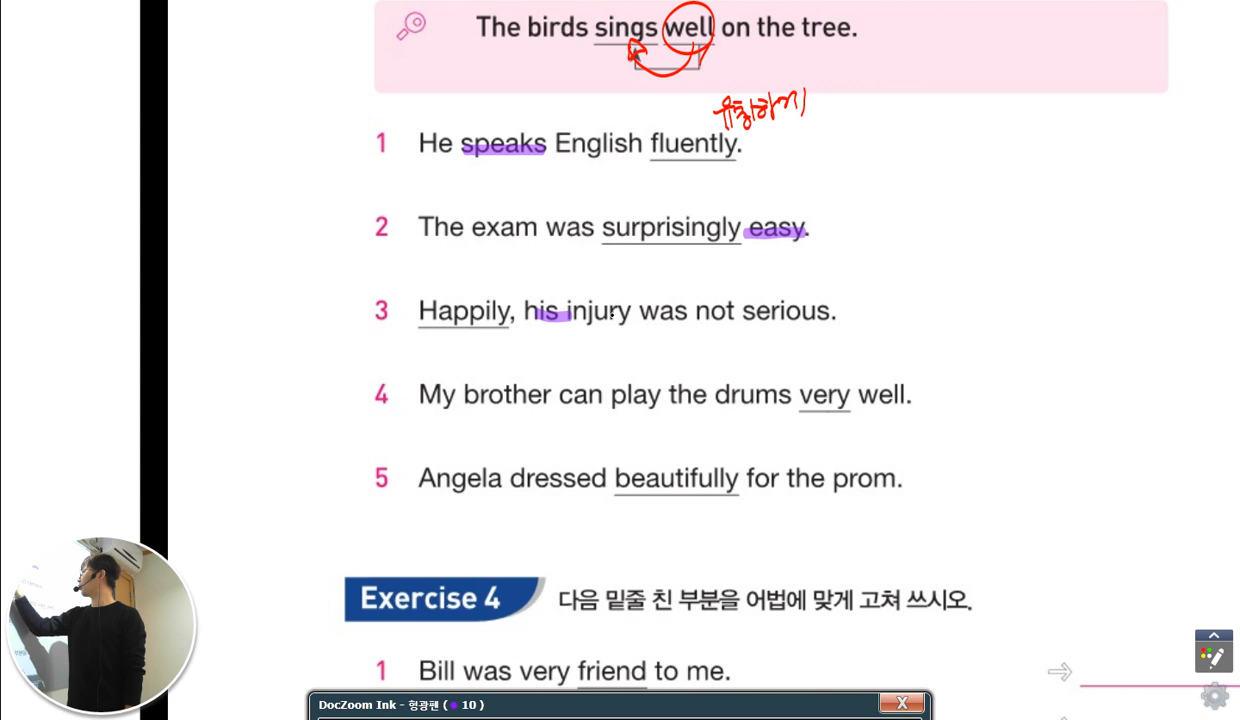 The birds sings well on the tree.
유창하게
1 He speaks English fluently.
2 The exam was surprisingly easy.
3 Happily, his injury was not serious.
4 My brother can play the drums very well.
5 Angela dressed beautifully for the prom.
Exercise 4 다음 밑줄 친 부분을 어법에 맞게 고쳐 쓰시오.
1 Bill was very friend to me.
DocZoom Ink - 형광펜 ( 10 )